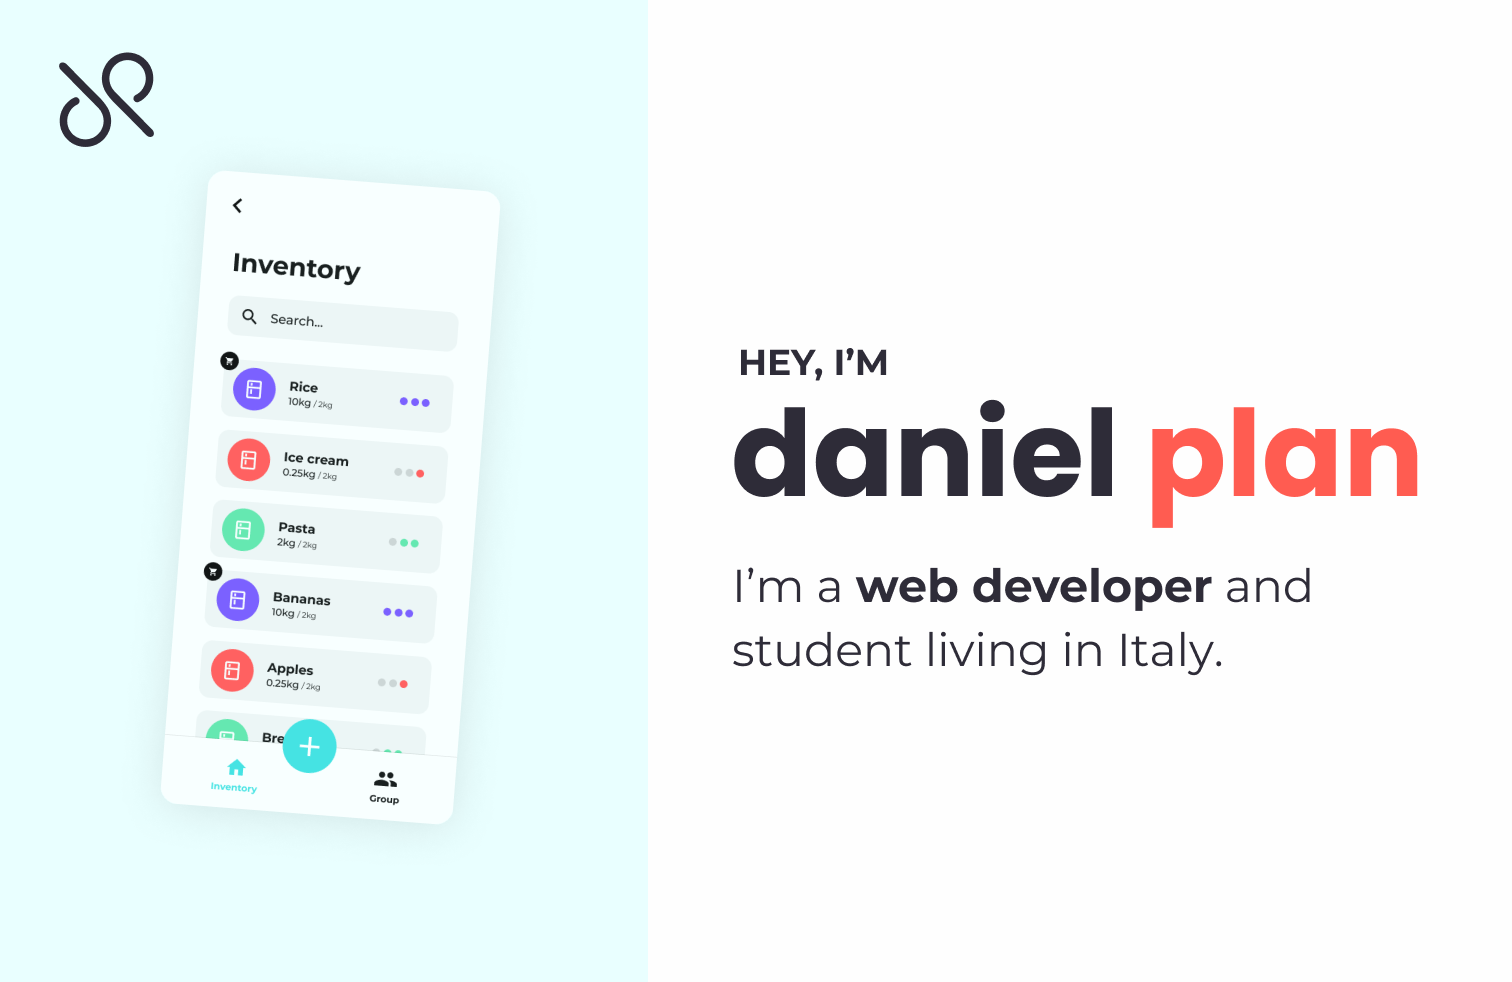 Inventory
Search...
Rice
10kg / 2kg
Ice cream
0.25kg / 2kg
Pasta
2kg / 2kg
Bananas
10kg / 2kg
Apples
0.25kg / 2kg
Bre
Inventory
Group
HEY, I’M
daniel plan
I’m a web developer and
student living in Italy.